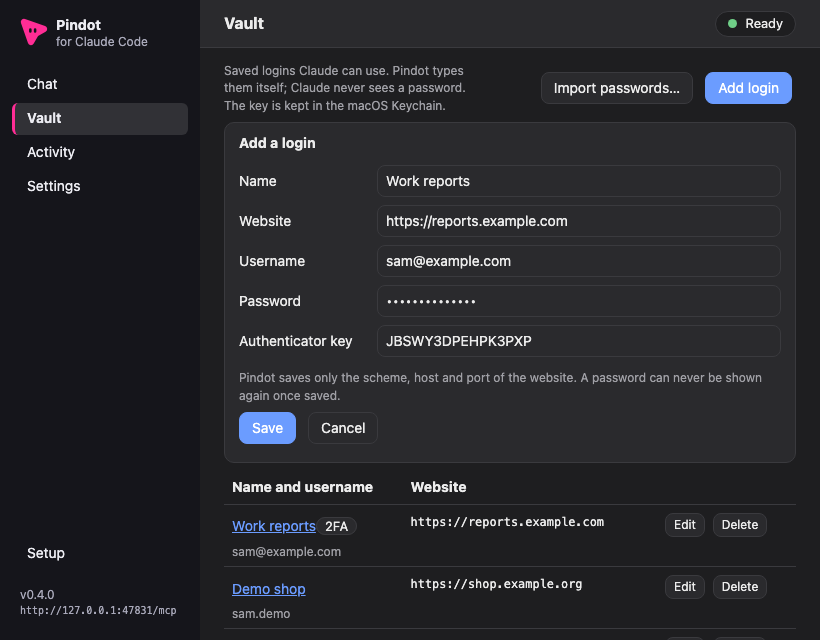 Pindot
for Claude Code
Chat
Vault
Activity
Settings
Setup
v0.4.0
http://127.0.0.1:47831/mcp
Vault
Ready
Saved logins Claude can use. Pindot types
them itself; Claude never sees a password.
The key is kept in the macOS Keychain.
Import passwords...
Add login
Add a login
Name
Work reports
Website
https://reports.example.com
Username
sam@example.com
Password
••••••••••••••
Authenticator key
JBSWY3DPEHPK3PXP
Pindot saves only the scheme, host and port of the website. A password can never be shown
again once saved.
Save
Cancel
Name and username
Website
Work reports 2FA
https://reports.example.com
Edit
Delete
sam@example.com
Demo shop
https://shop.example.org
Edit
Delete
sam.demo